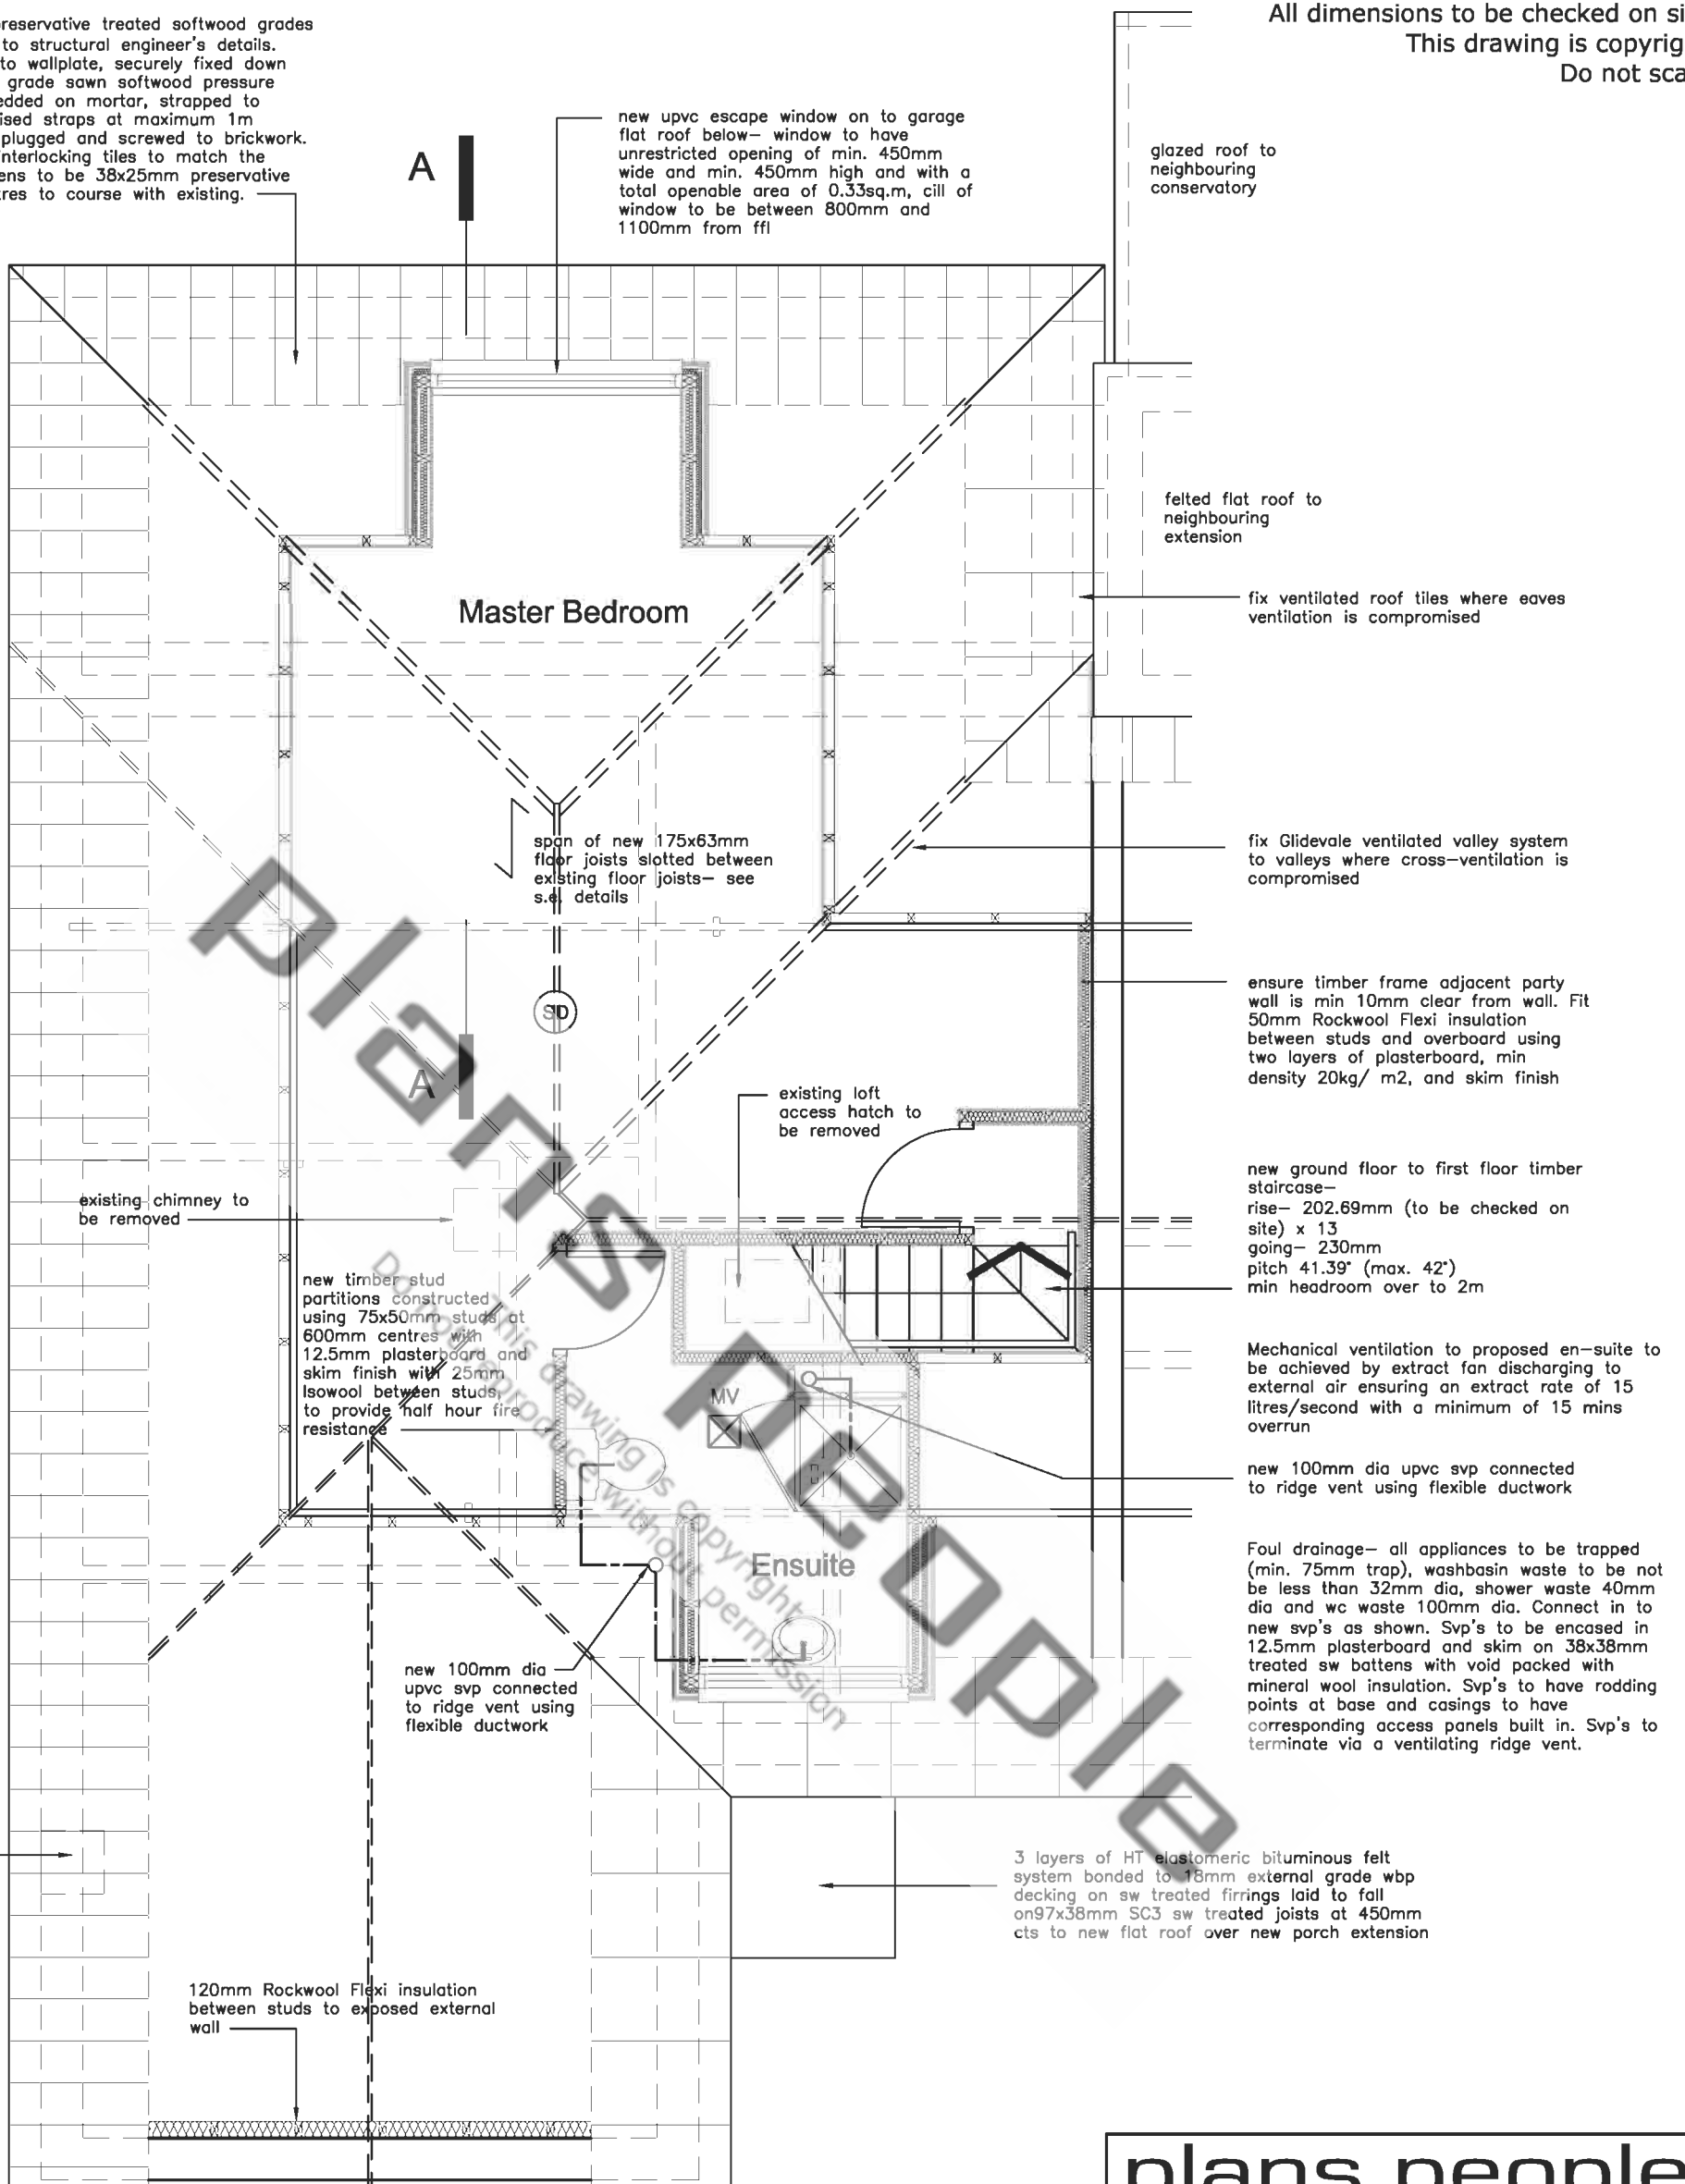 reservative treated softwood grades
to structural engineer's details.
to wallplate, securely fixed down
grade sawn softwood pressure
edded on mortar, strapped to
ised straps at maximum 1m
plugged and screwed to brickwork.
interlocking tiles to match the
ens to be 38x25mm preservative
res to course with existing.
All dimensions to be checked on si
This drawing is copyrig
Do not sca
A
new upvc escape window on to garage
flat roof below– window to have
unrestricted opening of min. 450mm
wide and min. 450mm high and with a
total openable area of 0.33sq.m, cill of
window to be between 800mm and
1100mm from ffl
glazed roof to
neighbouring
conservatory
felted flat roof to
neighbouring
extension
fix ventilated roof tiles where eaves
ventilation is compromised
Master Bedroom
span of new 175x63mm
floor joists slotted between
existing floor joists– see
s.e. details
fix Glidevale ventilated valley system
to valleys where cross–ventilation is
compromised
SD
ensure timber frame adjacent party
wall is min 10mm clear from wall. Fit
50mm Rockwool Flexi insulation
between studs and overboard using
two layers of plasterboard, min
density 20kg/ m2, and skim finish
A
existing loft
access hatch to
be removed
existing chimney to
be removed
new ground floor to first floor timber
staircase–
rise– 202.69mm (to be checked on
site) x 13
going– 230mm
pitch 41.39° (max. 42°)
min headroom over to 2m
new timber stud
partitions constructed
using 75x50mm studs at
600mm centres with
12.5mm plasterboard and
skim finish with 25mm
Isowool between studs,
to provide half hour fire
resistance
Mechanical ventilation to proposed en–suite to
be achieved by extract fan discharging to
external air ensuring an extract rate of 15
litres/second with a minimum of 15 mins
overrun
MV
new 100mm dia upvc svp connected
to ridge vent using flexible ductwork
Ensuite
Foul drainage– all appliances to be trapped
(min. 75mm trap), washbasin waste to be not
be less than 32mm dia, shower waste 40mm
dia and wc waste 100mm dia. Connect in to
new svp's as shown. Svp's to be encased in
12.5mm plasterboard and skim on 38x38mm
treated sw battens with void packed with
mineral wool insulation. Svp's to have rodding
points at base and casings to have
corresponding access panels built in. Svp's to
terminate via a ventilating ridge vent.
new 100mm dia
upvc svp connected
to ridge vent using
flexible ductwork
3 layers of HT elastomeric bituminous felt
system bonded to 18mm external grade wbp
decking on sw treated firrings laid to fall
on97x38mm SC3 sw treated joists at 450mm
cts to new flat roof over new porch extension
120mm Rockwool Flexi insulation
between studs to exposed external
wall
plans people
This drawing is copyright
Do not reproduce without permission
plans people